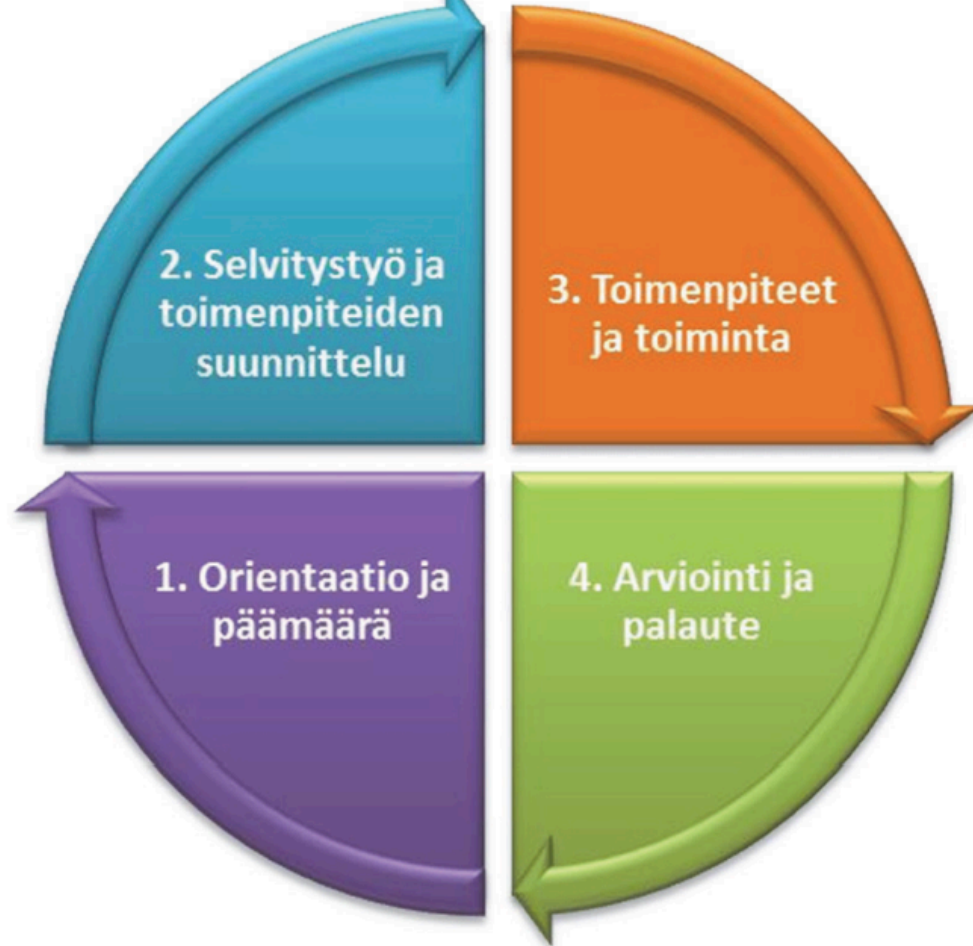 2. Selvitystyö ja
toimenpiteiden
suunnittelu
3. Toimenpiteet
ja toiminta
1. Orientaatio ja
päämäärä
4. Arviointi ja
palaute